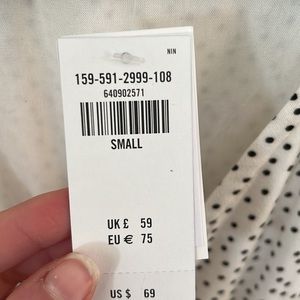 NIN
159-591-2999-108
640902571
SMALL
UK £ 59
EU € 75
US $ 69